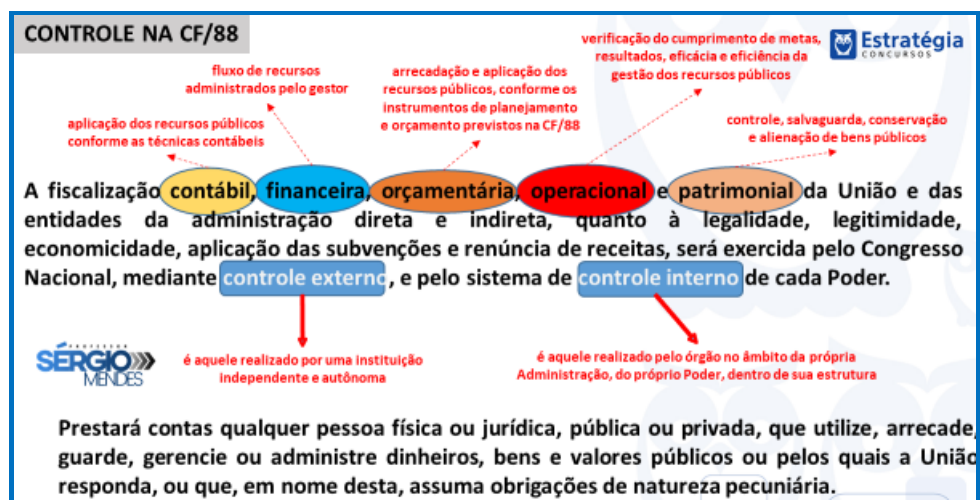 CONTROLE NA CF/88
Estratégia
CONCURSOS
verificação do cumprimento de metas,
resultados, eficácia e eficiência da
gestão dos recursos públicos
fluxo de recursos
administrados pelo gestor
arrecadação e aplicação dos
recursos públicos, conforme os
instrumentos de planejamento
e orçamento previstos na CF/88
aplicação dos recursos públicos
conforme as técnicas contábeis
controle, salvaguarda, conservação
e alienação de bens públicos
A fiscalização contábil, financeira, orçamentária, operacional e patrimonial da União e das
entidades da administração direta e indireta, quanto à legalidade, legitimidade,
economicidade, aplicação das subvenções e renúncia de receitas, será exercida pelo Congresso
Nacional, mediante controle externo, e pelo sistema de controle interno de cada Poder.
PROFESSOR
SÉRGIO
MENDES
é aquele realizado por uma instituição
independente e autônoma
é aquele realizado pelo órgão no âmbito da própria
Administração, do próprio Poder, dentro de sua estrutura
Prestará contas qualquer pessoa física ou jurídica, pública ou privada, que utilize, arrecade,
guarde, gerencie ou administre dinheiros, bens e valores públicos ou pelos quais a União
responda, ou que, em nome desta, assuma obrigações de natureza pecuniária.